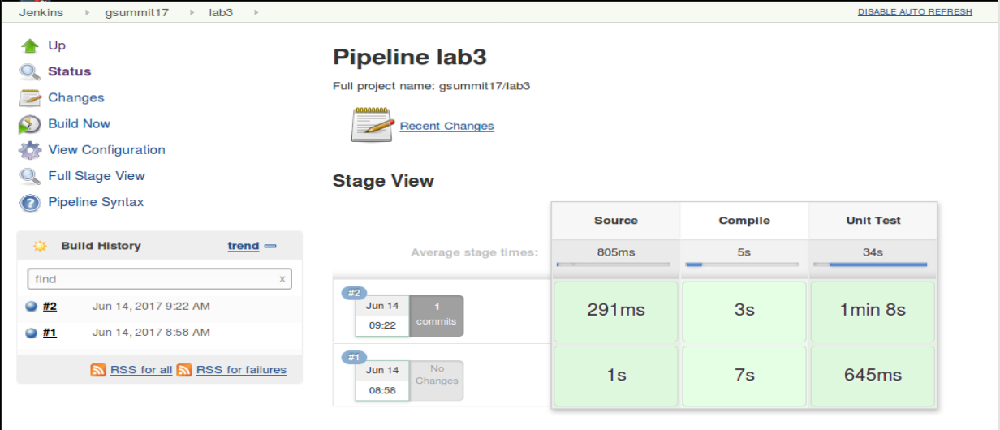 Jenkins gsummit17 lab3 DISABLE AUTO REFRESH
Up
Status
Changes
Build Now
View Configuration
Full Stage View
Pipeline Syntax
Build History trend
find x
#2 Jun 14, 2017 9:22 AM
#1 Jun 14, 2017 8:58 AM
RSS for all RSS for failures
Pipeline lab3
Full project name: gsummit17/lab3
Recent Changes
Stage View
Source Compile Unit Test
Average stage times: 805ms 5s 34s
#2
Jun 14
09:22
1
commits
291ms 3s 1min 8s
#1
Jun 14
08:58
No
Changes
1s 7s 645ms